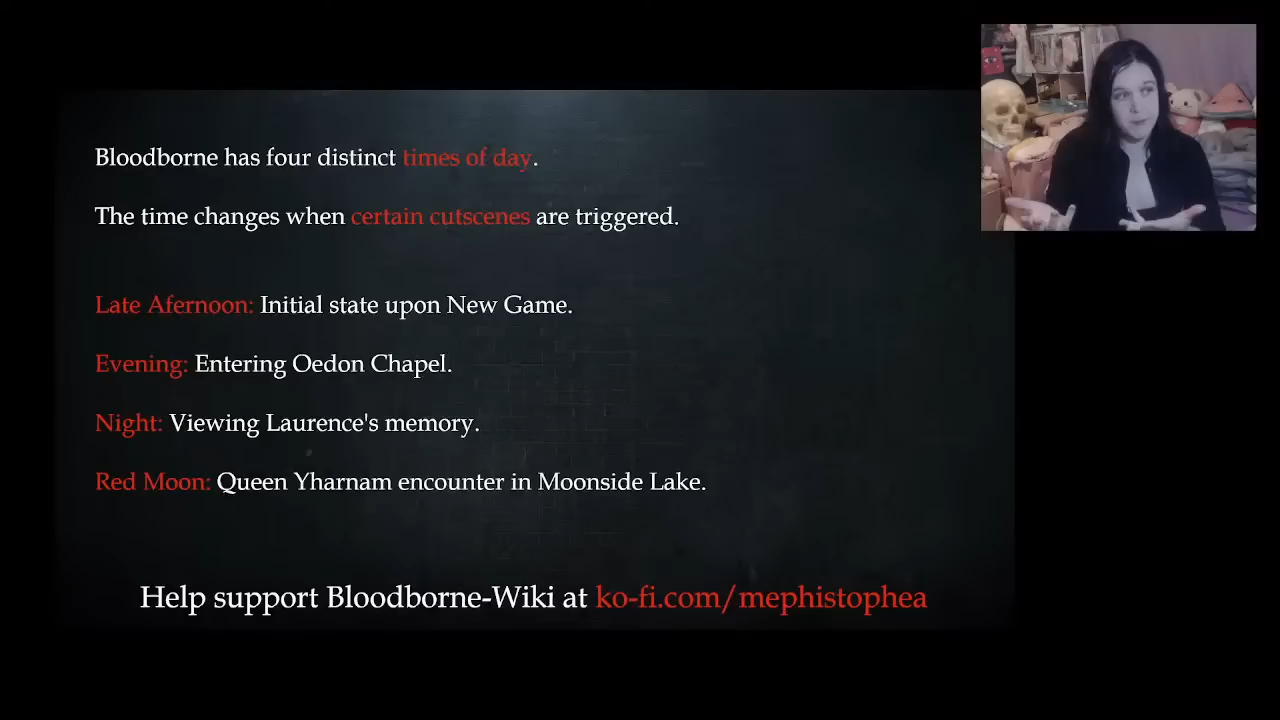 Bloodborne has four distinct times of day.
The time changes when certain cutscenes are triggered.
Late Afernoon: Initial state upon New Game.
Evening: Entering Oedon Chapel.
Night: Viewing Laurence's memory.
Red Moon: Queen Yharnam encounter in Moonside Lake.
Help support Bloodborne-Wiki at ko-fi.com/mephistophea